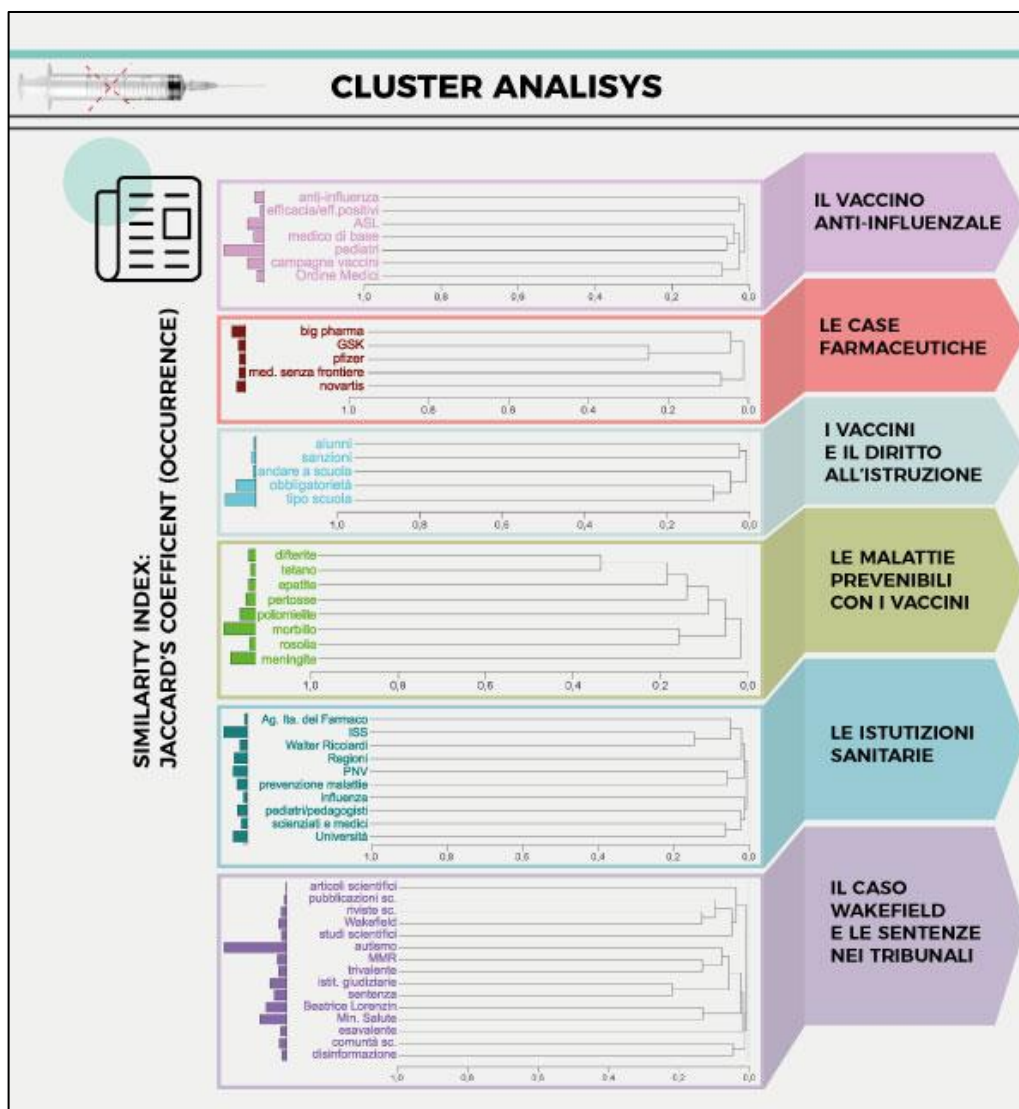 CLUSTER ANALISYS
SIMILARITY INDEX:
JACCARD'S COEFFICENT (OCCURRENCE)
anti-influenza
efficacia/eff.positivi
ASL
medico di base
pediatri
campagne vaccini
Ordine Medici
1,0 0,8 0,6 0,4 0,2 0,0
IL VACCINO
ANTI-INFLUENZALE
big pharma
GSK
pfizer
med. senza frontiere
novartis
1,0 0,8 0,6 0,4 0,2 0,0
LE CASE
FARMACEUTICHE
alunni
sanzioni
andare a scuola
obbligatorietà
tipo scuola
1,0 0,8 0,6 0,4 0,2 0,0
I VACCINI
E IL DIRITTO
ALL'ISTRUZIONE
difterite
tetano
epatite
pertosse
poliomielite
morbillo
rosolia
meningite
1,0 0,8 0,6 0,4 0,2 0,0
LE MALATTIE
PREVENIBILI
CON I VACCINI
Ag. Ita. del Farmaco
ISS
Walter Ricciardi
Regioni
PNV
prevenzione malattie
influenza
pediatri/pedagogisti
scienziati e medici
Università
1,0 0,8 0,6 0,4 0,2 0,0
LE ISTUTIZIONI
SANITARIE
articoli scientifici
pubblicazioni sc.
riviste sc.
Wakefield
studi scientifici
autismo
MMR
trivalente
istit. giudiziarie
sentenza
Beatrice Lorenzin
Min. Salute
esavalente
comuntà sc.
disinformazione
1,0 0,8 0,6 0,4 0,2 0,0
IL CASO
WAKEFIELD
E LE SENTENZE
NEI TRIBUNALI